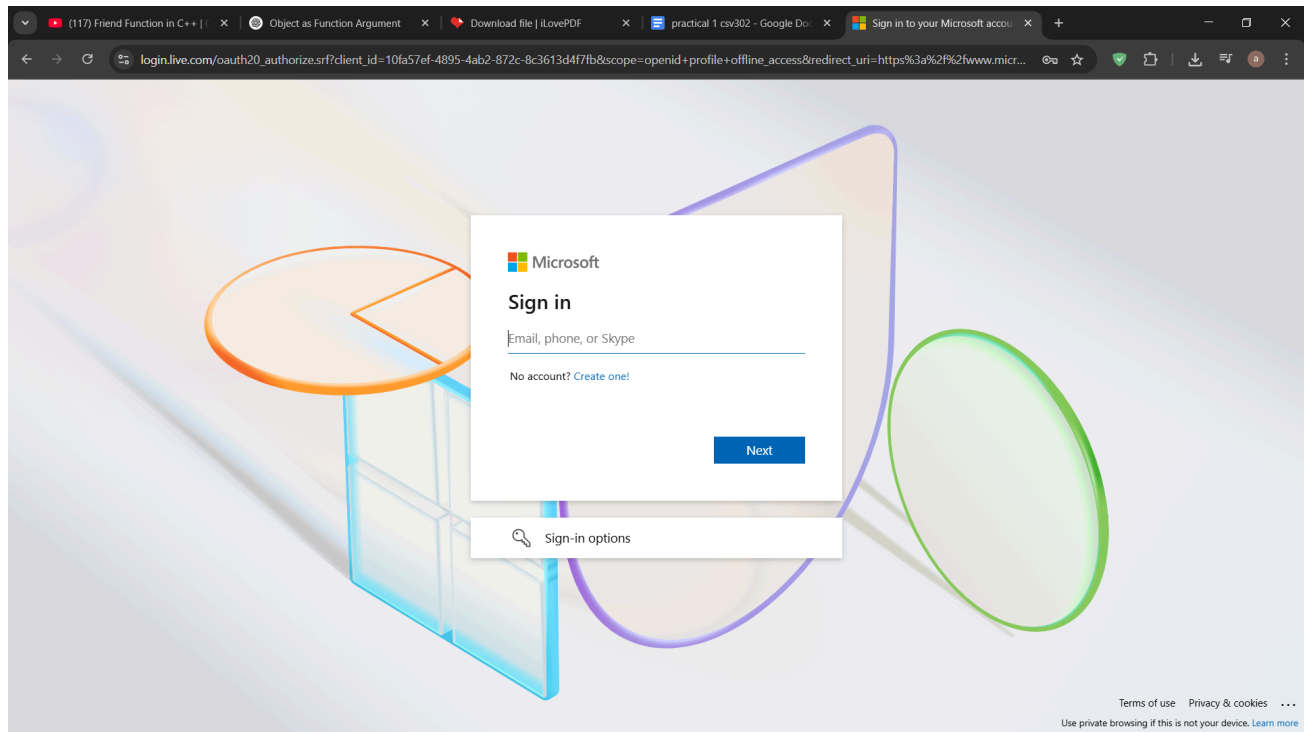 (117) Friend Function in C++ | C
Object as Function Argument
Download file | iLovePDF
practical 1 csv302 - Google Doc
Sign in to your Microsoft accou
login.live.com/oauth20_authorize.srf?client_id=10fa57ef-4895-4ab2-872c-8c3613d4f7fb&scope=openid+profile+offline_access&redirect_uri=https%3a%2f%2fwww.micr...
a
Microsoft
Sign in
Email, phone, or Skype
No account? Create one!
Next
Sign-in options
Terms of use Privacy & cookies ...
Use private browsing if this is not your device. Learn more